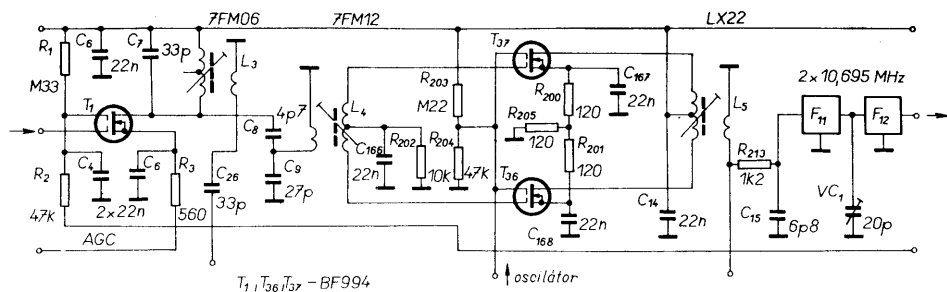 7FM06 7FM12 LX22
R1 M33
C6 22n
C7 33p
L3
T1
C8 4p7
C9 27p
R2 47k
C4 C6 2x22n
R3 560
C26 33p
AGC
L4
C166 22n
R202 10k
R203 M22
R204 47k
T37
R200 120
R205 120
R201 120
C167 22n
T36
C168 22n
C14 22n
L5
R213 1k2
C15 6p8
2 x 10,695 MHz
F11 F12
VC1 20p
oscilátor
T1, T36, T37 - BF994